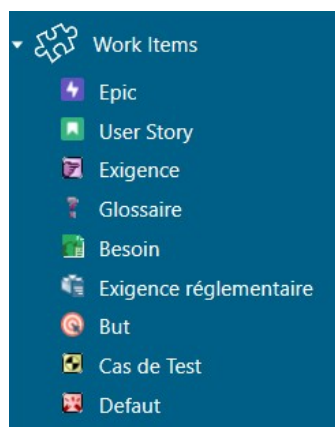 Work Items
Epic
User Story
Exigence
Glossaire
Besoin
Exigence réglementaire
But
Cas de Test
Defaut